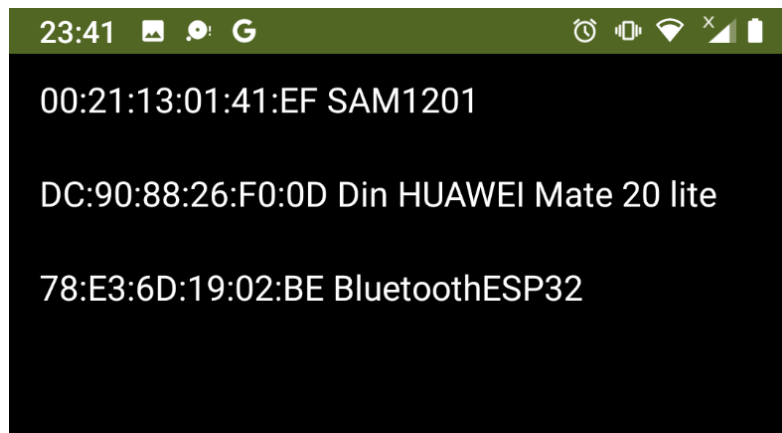 23:41 G
00:21:13:01:41:EF SAM1201
DC:90:88:26:F0:0D Din HUAWEI Mate 20 lite
78:E3:6D:19:02:BE BluetoothESP32